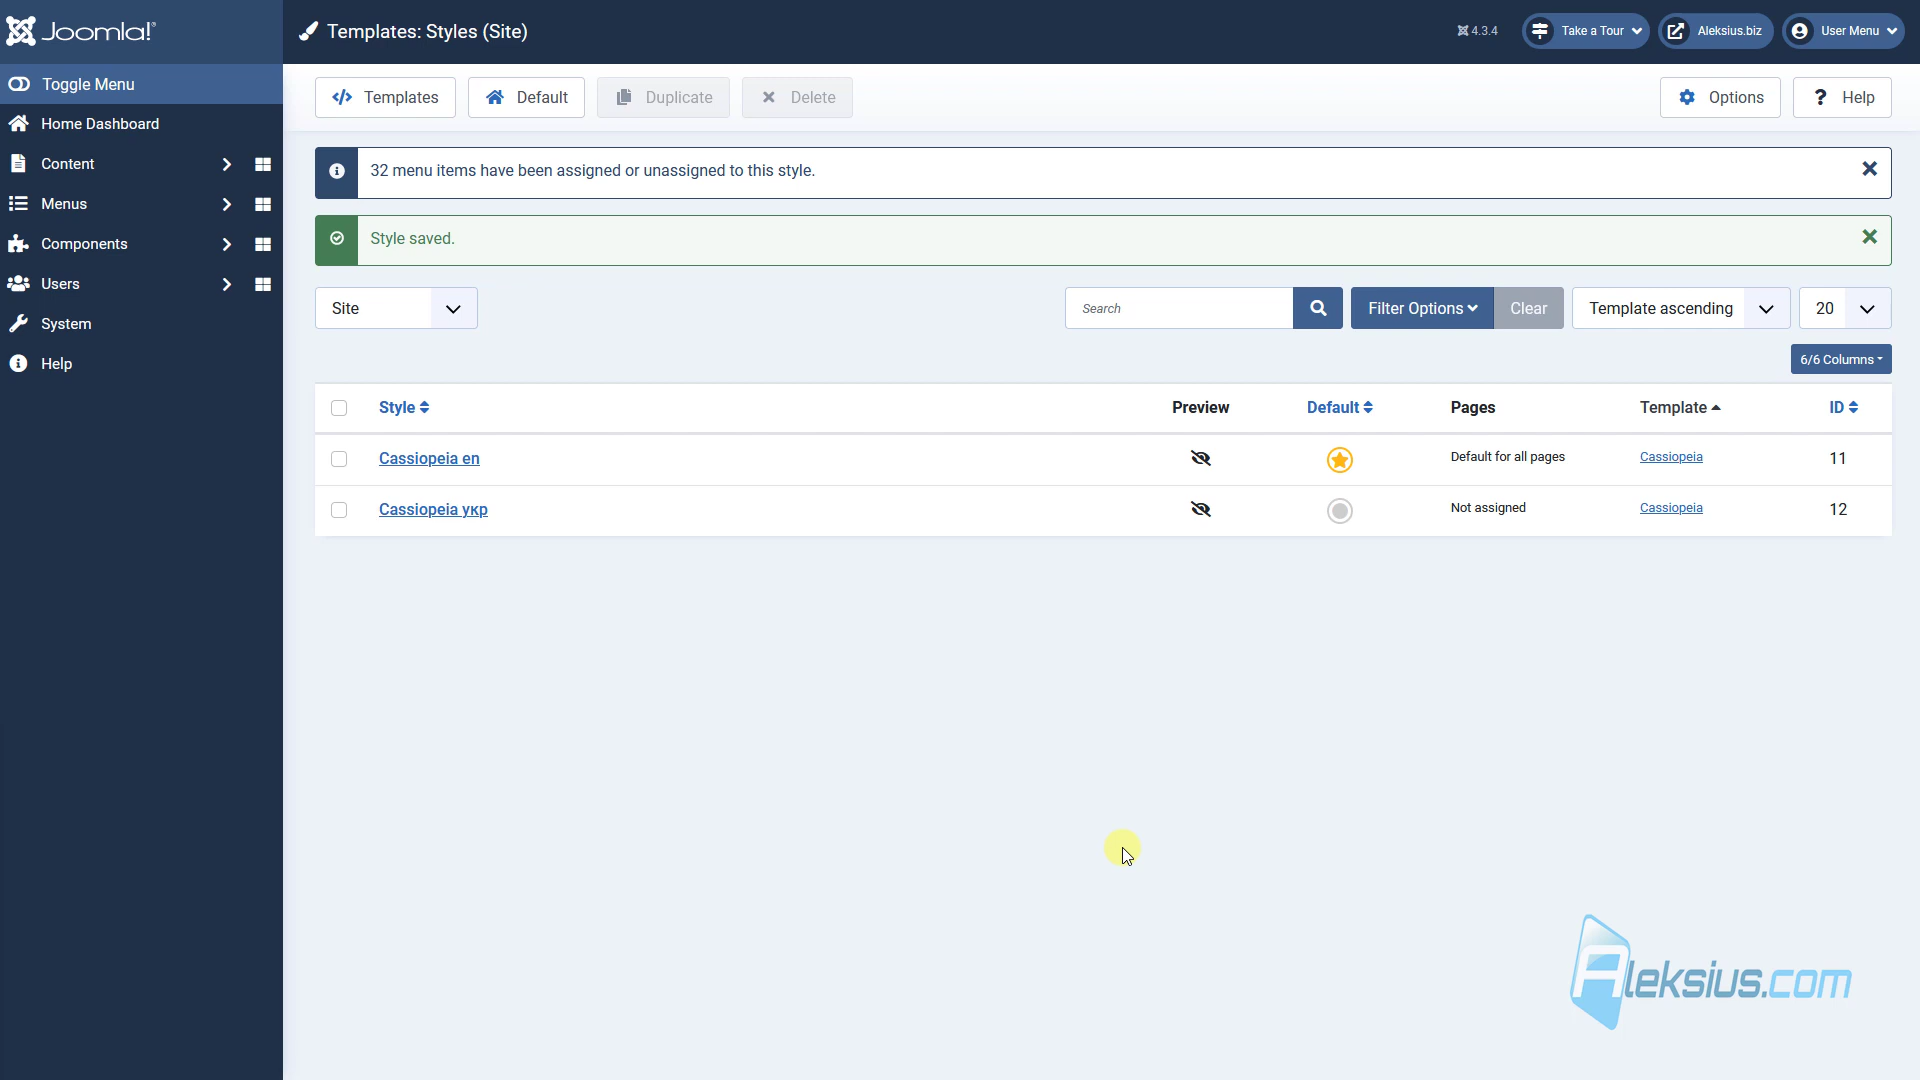 Joomla!
Templates: Styles (Site)
4.3.4
Take a Tour
Aleksius.biz
User Menu
Toggle Menu
Home Dashboard
Content
Menus
Components
Users
System
Help
Templates
Default
Duplicate
Delete
Options
? Help
32 menu items have been assigned or unassigned to this style.
Style saved.
Site
Search
Filter Options
Clear
Template ascending
20
6/6 Columns
Style
Preview
Default
Pages
Template
ID
Cassiopeia en
Default for all pages
Cassiopeia
11
Cassiopeia укр
Not assigned
Cassiopeia
12
Aleksius.com